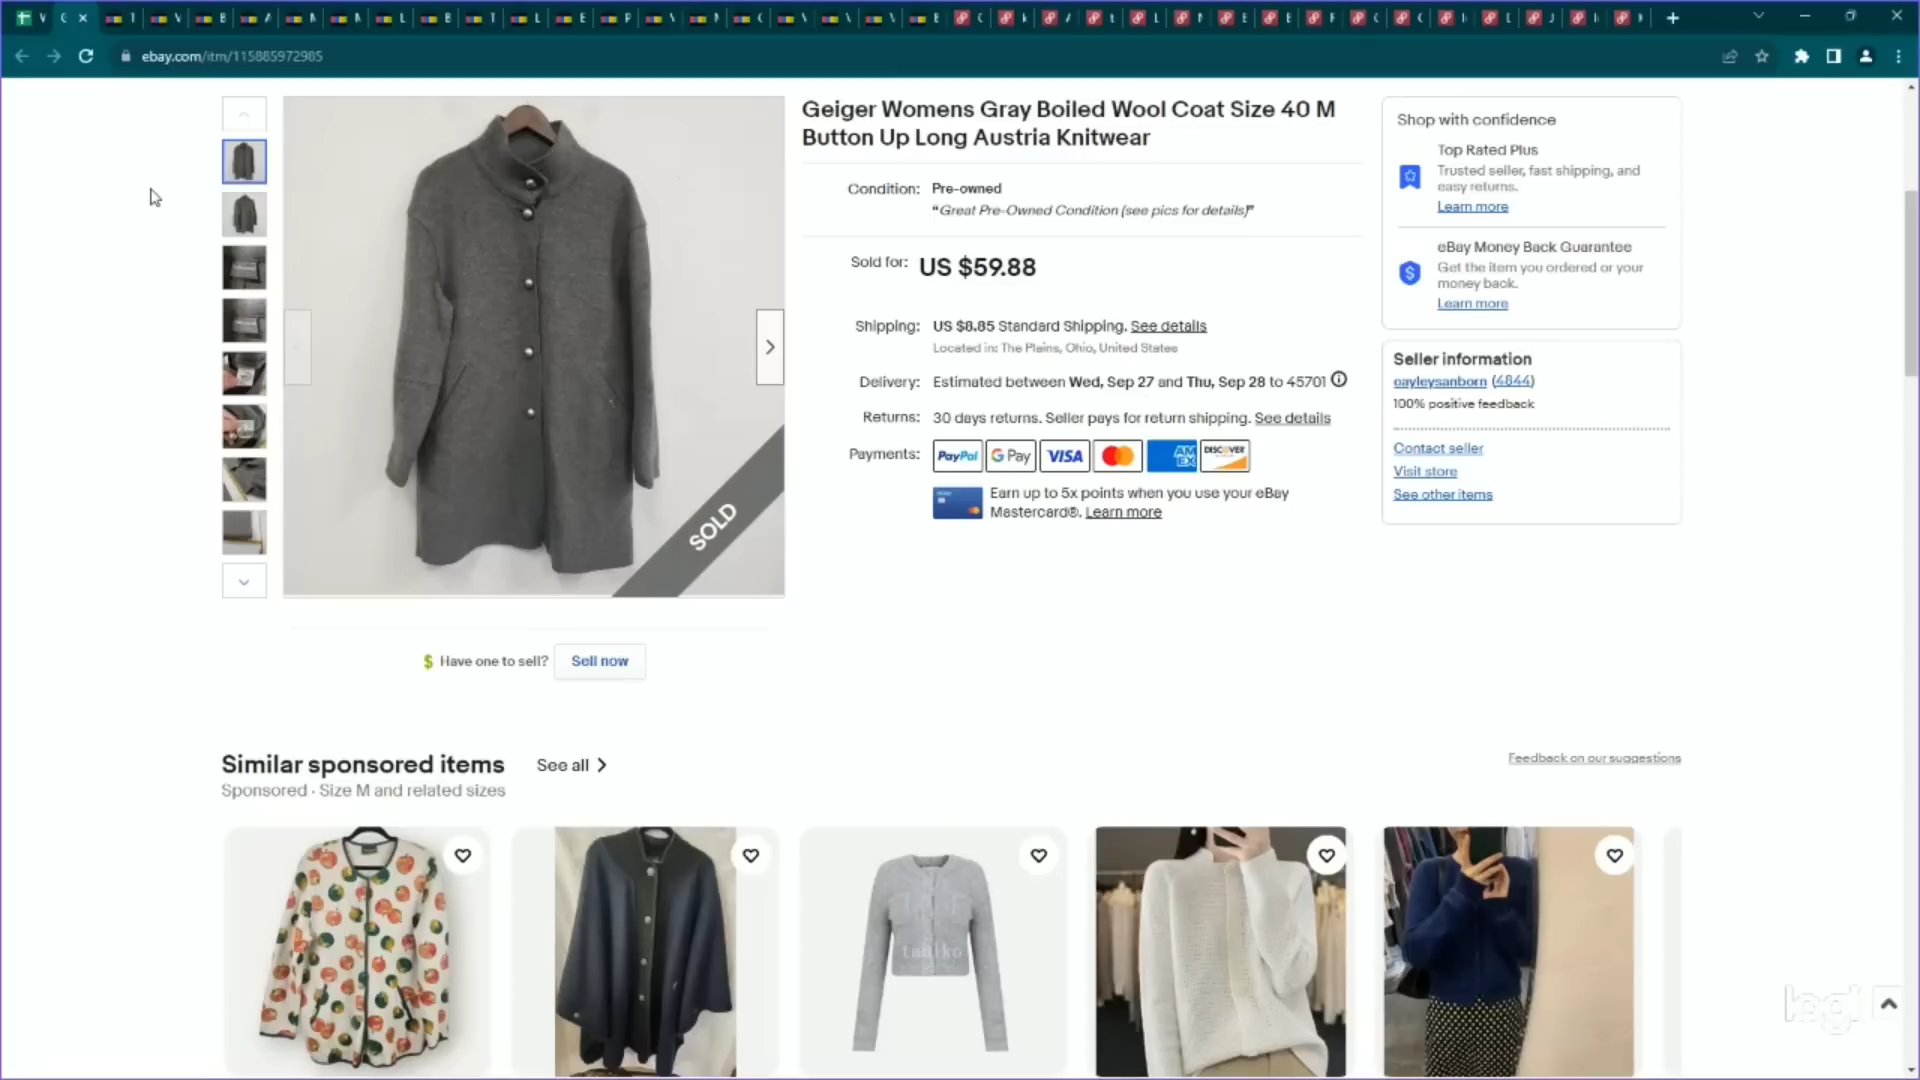 ebay.com/itm/115885972985
Geiger Womens Gray Boiled Wool Coat Size 40 M
Button Up Long Austria Knitwear
Condition: Pre-owned
“Great Pre-Owned Condition (see pics for details)”
Sold for: US $59.88
Shipping: US $8.85 Standard Shipping. See details
Located in: The Plains, Ohio, United States
Delivery: Estimated between Wed, Sep 27 and Thu, Sep 28 to 45701
Returns: 30 days returns. Seller pays for return shipping. See details
Payments: PayPal G Pay VISA AMEX DISCOVER
Earn up to 5x points when you use your eBay
Mastercard®. Learn more
Shop with confidence
Top Rated Plus
Trusted seller, fast shipping, and
easy returns.
Learn more
eBay Money Back Guarantee
Get the item you ordered or your
money back.
Learn more
Seller information
cayleysanborn (4844)
100% positive feedback
Contact seller
Visit store
See other items
SOLD
Have one to sell? Sell now
Similar sponsored items See all
Sponsored · Size M and related sizes
Feedback on our suggestions
logi